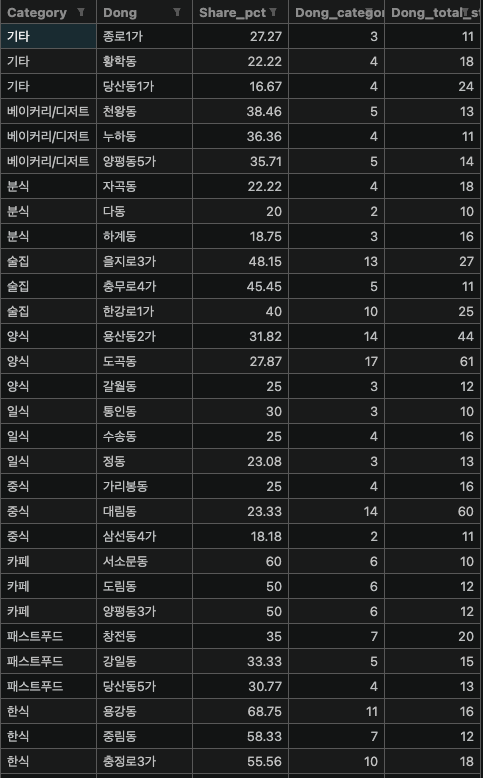 Category Dong Share_pct Dong_categor Dong_total_st
기타 종로1가 27.27 3 11
기타 황학동 22.22 4 18
기타 당산동1가 16.67 4 24
베이커리/디저트 천왕동 38.46 5 13
베이커리/디저트 누하동 36.36 4 11
베이커리/디저트 양평동5가 35.71 5 14
분식 자곡동 22.22 4 18
분식 다동 20 2 10
분식 하계동 18.75 3 16
술집 을지로3가 48.15 13 27
술집 충무로4가 45.45 5 11
술집 한강로1가 40 10 25
양식 용산동2가 31.82 14 44
양식 도곡동 27.87 17 61
양식 갈월동 25 3 12
일식 통인동 30 3 10
일식 수송동 25 4 16
일식 정동 23.08 3 13
중식 가리봉동 25 4 16
중식 대림동 23.33 14 60
중식 삼선동4가 18.18 2 11
카페 서소문동 60 6 10
카페 도림동 50 6 12
카페 양평동3가 50 6 12
패스트푸드 창전동 35 7 20
패스트푸드 강일동 33.33 5 15
패스트푸드 당산동5가 30.77 4 13
한식 용강동 68.75 11 16
한식 중림동 58.33 7 12
한식 충정로3가 55.56 10 18